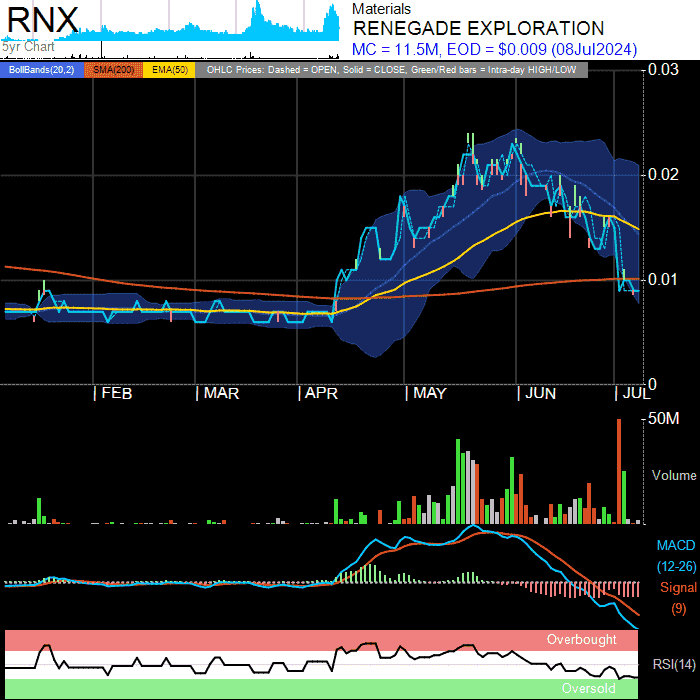 RNX
5yr Chart
Materials
RENEGADE EXPLORATION
MC = 11.5M, EOD = $0.009 (08Jul2024)
BollBands(20,2) SMA(200) EMA(50) OHLC Prices: Dashed = OPEN, Solid = CLOSE, Green/Red bars = Intra-day HIGH/LOW
0.03
0.02
0.01
0
| FEB | MAR | APR | MAY | JUN | JUL
50M
Volume
MACD
(12-26)
Signal
(9)
Overbought
RSI(14)
Oversold